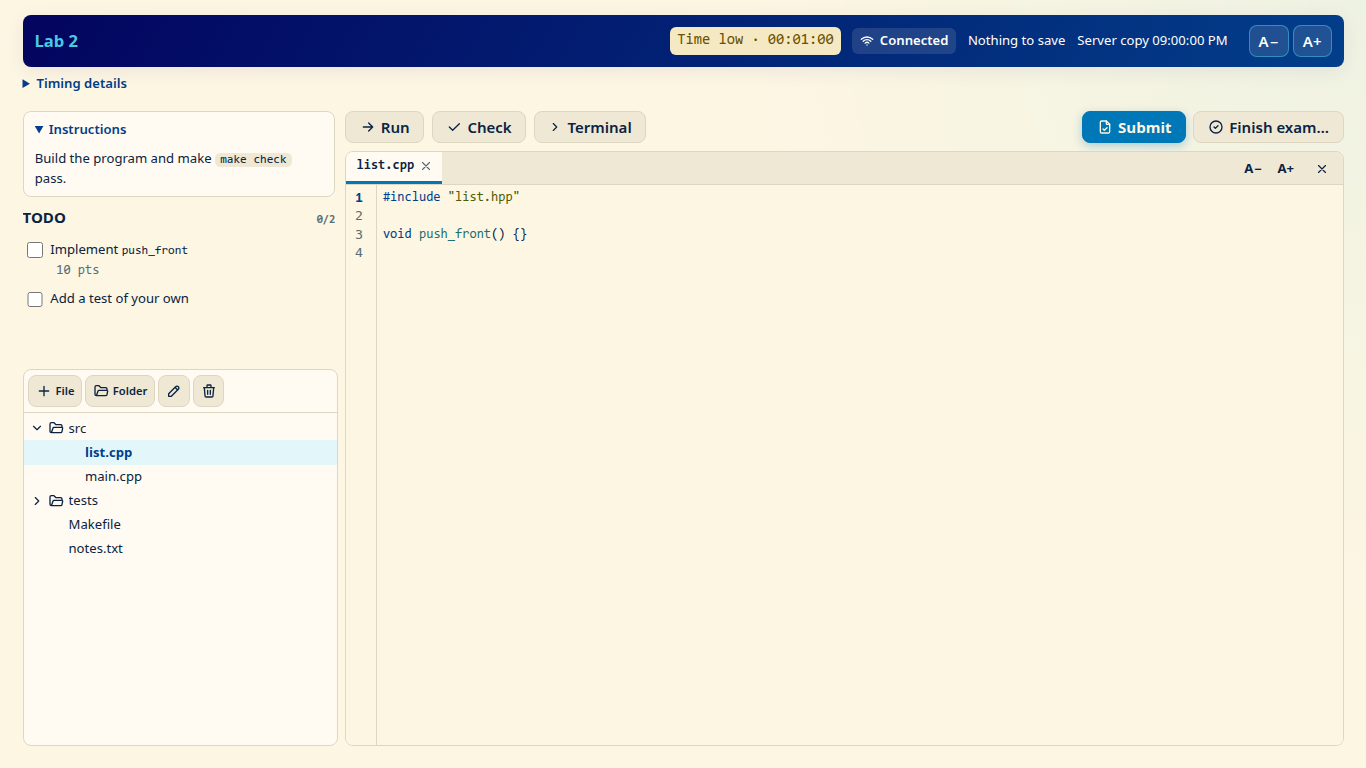 Lab 2
Time low · 00:01:00
Connected
Nothing to save
Server copy 09:00:00 PM
A−
A+
Timing details
Instructions
Build the program and make make check
pass.
TODO
0/2
Implement push_front
10 pts
Add a test of your own
File
Folder
src
list.cpp
main.cpp
tests
Makefile
notes.txt
Run
Check
Terminal
Submit
Finish exam...
list.cpp
A−
A+
1 #include "list.hpp"
2
3 void push_front() {}
4